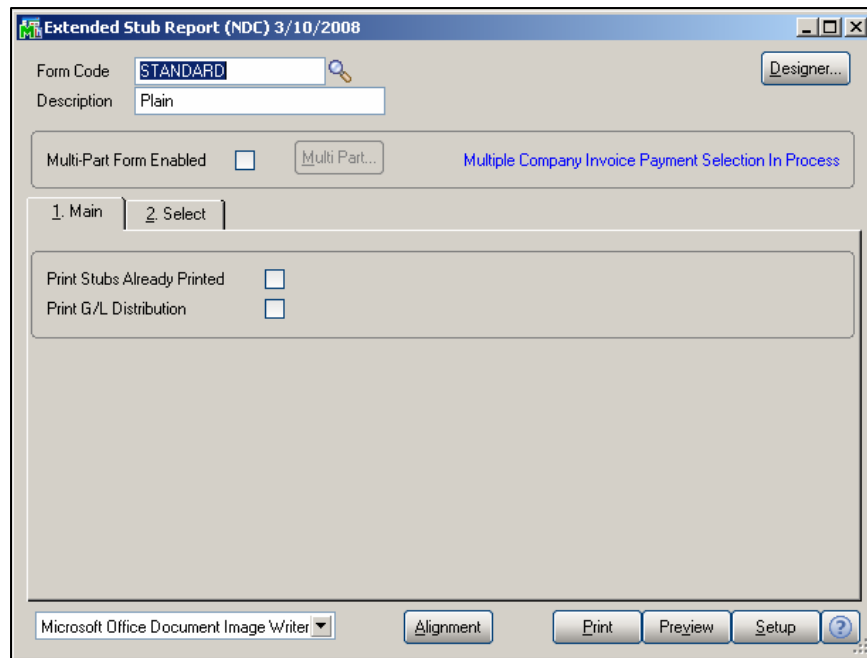 Extended Stub Report (NDC) 3/10/2008
Form Code STANDARD Designer...
Description Plain
Multi-Part Form Enabled Multi Part... Multiple Company Invoice Payment Selection In Process
1. Main 2. Select
Print Stubs Already Printed
Print G/L Distribution
Microsoft Office Document Image Writer Alignment Print Preview Setup ?